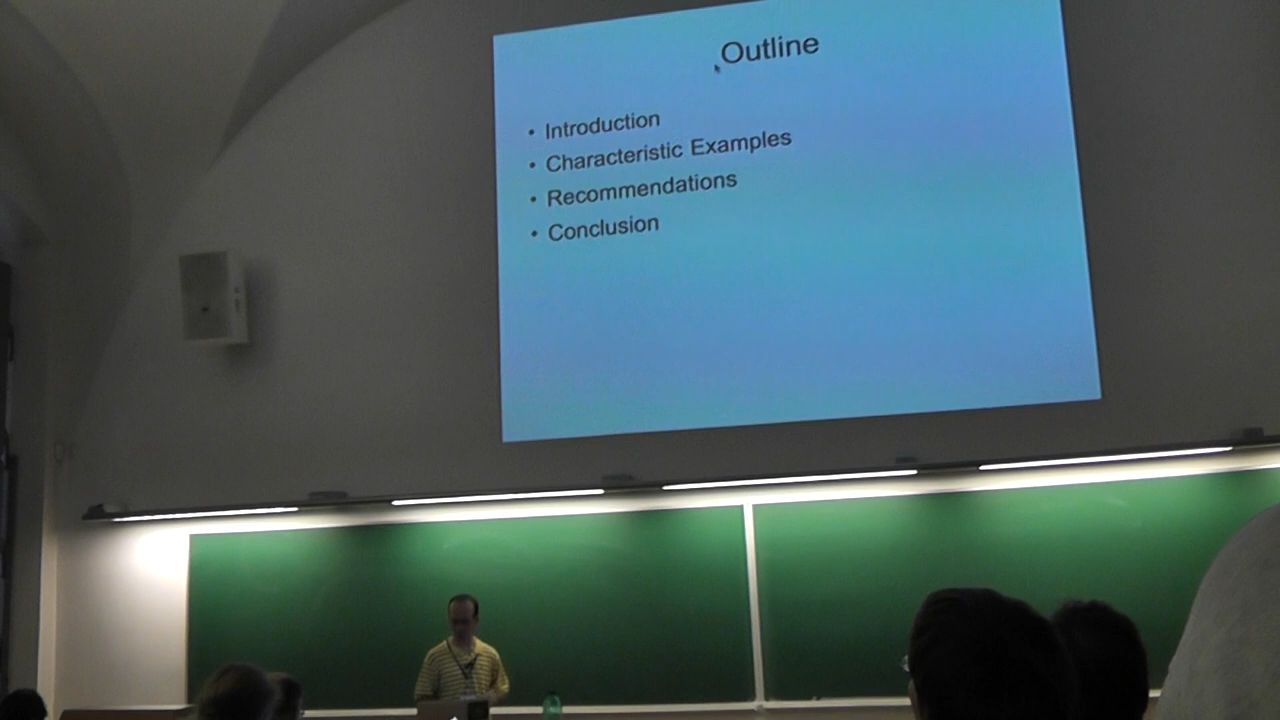 Outline
• Introduction
• Characteristic Examples
• Recommendations
• Conclusion